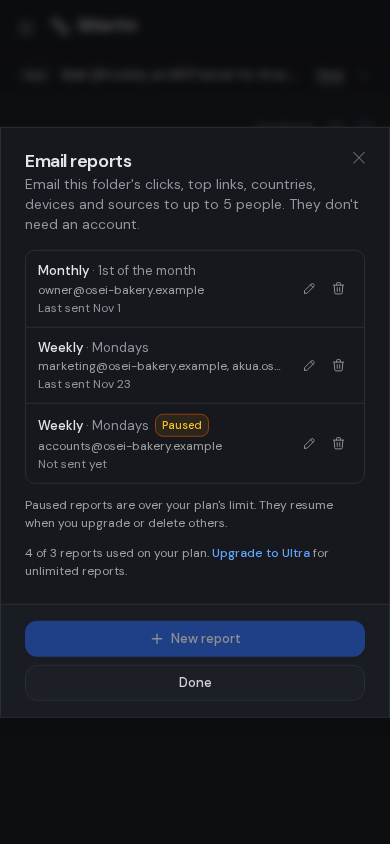 Email reports
Email this folder's clicks, top links, countries,
devices and sources to up to 5 people. They don't
need an account.
Monthly · 1st of the month
owner@osei-bakery.example
Last sent Nov 1
Weekly · Mondays
marketing@osei-bakery.example, akua.os...
Last sent Nov 23
Weekly · Mondays Paused
accounts@osei-bakery.example
Not sent yet
Paused reports are over your plan's limit. They resume
when you upgrade or delete others.
4 of 3 reports used on your plan. Upgrade to Ultra for
unlimited reports.
New report
Done